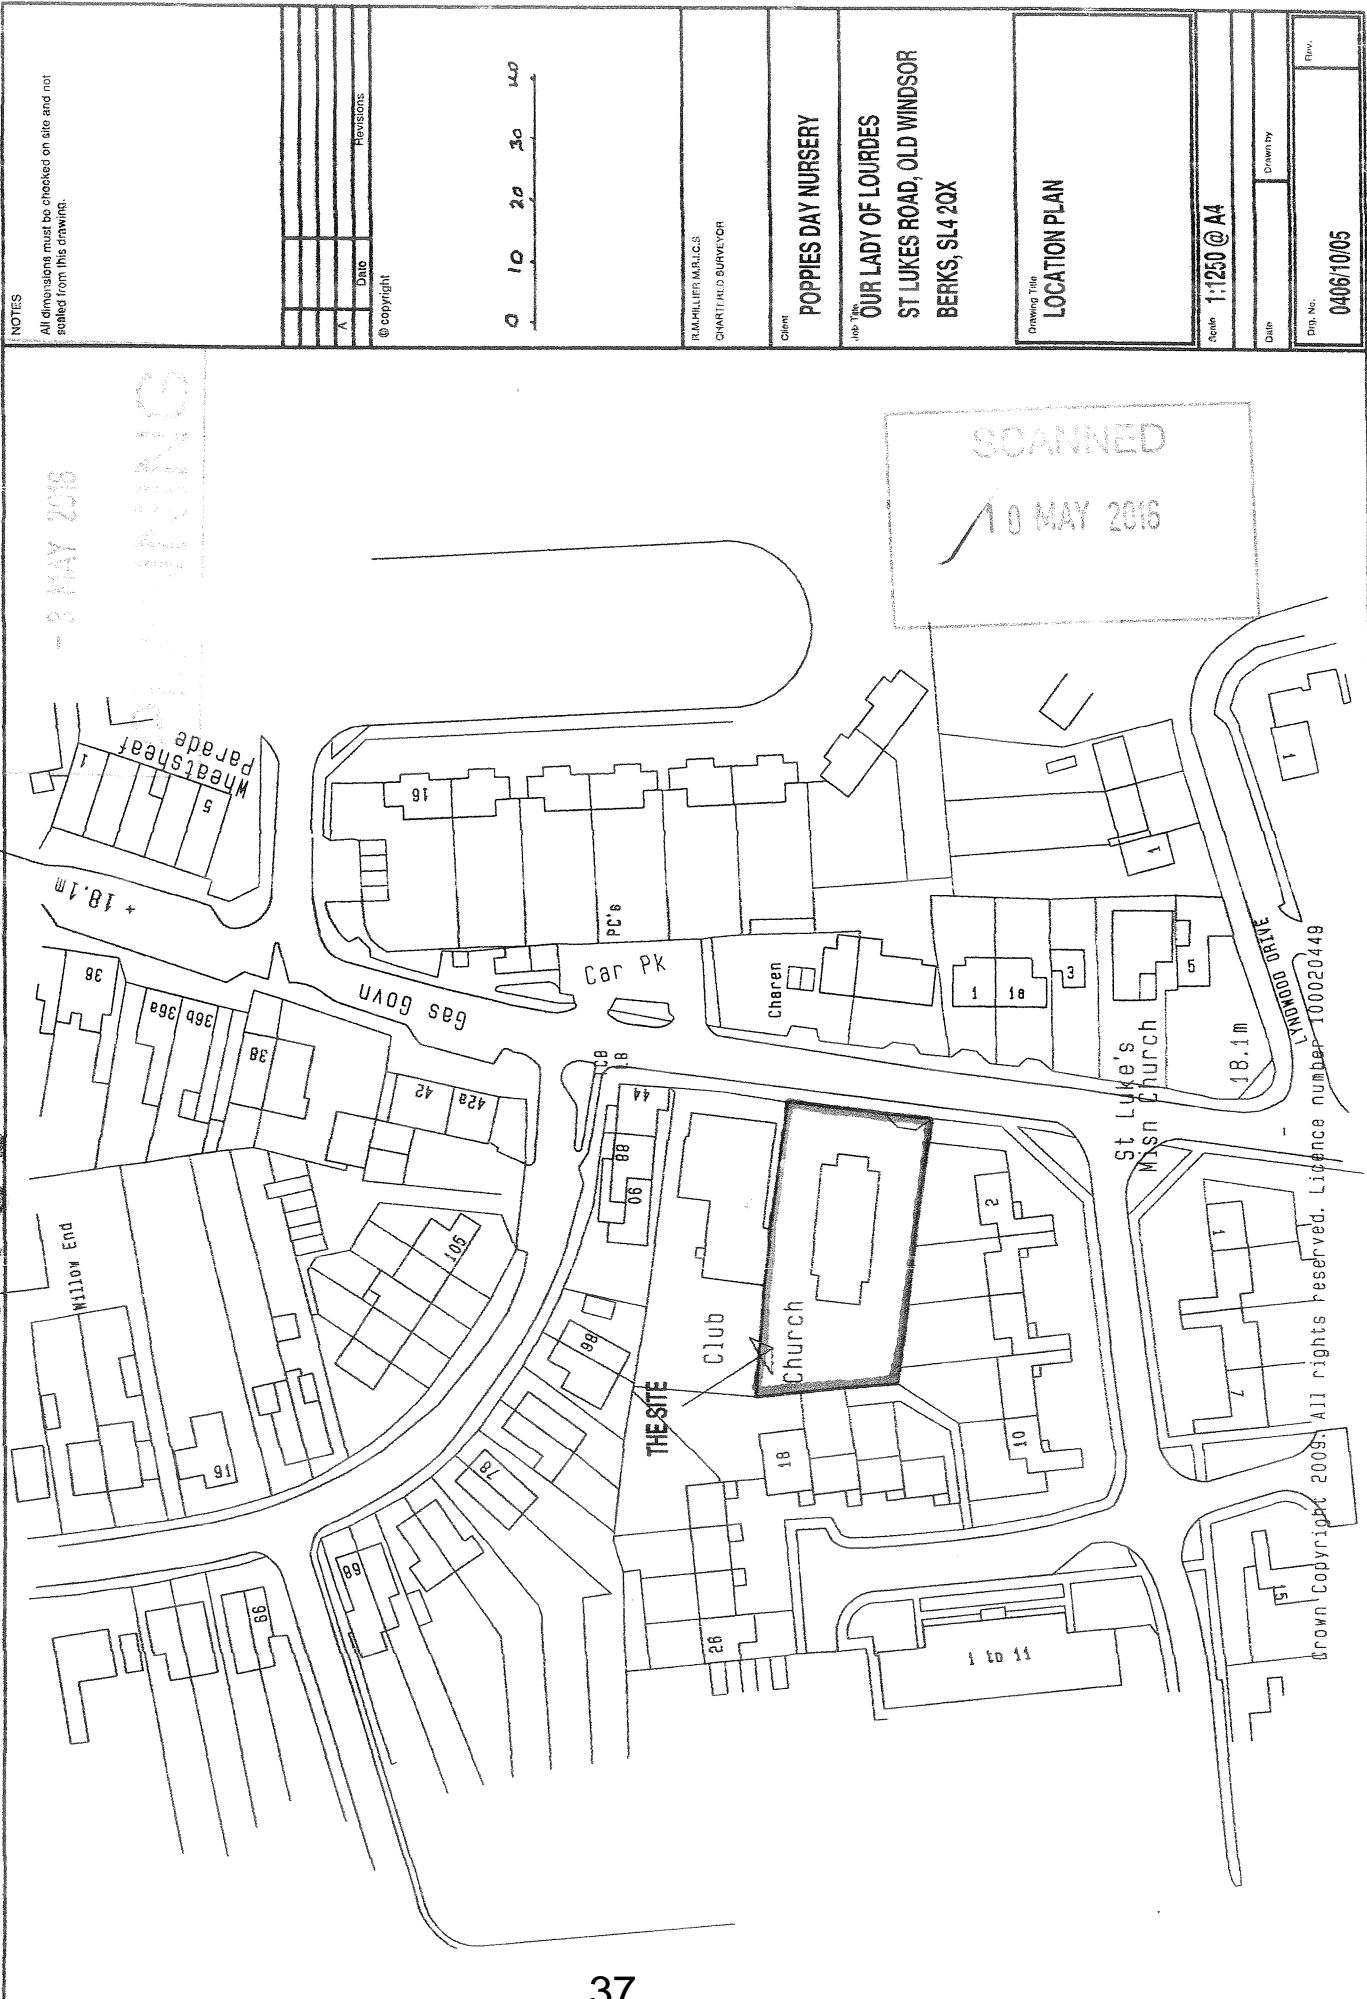 NOTES
All dimensions must be checked on site and not
scaled from this drawing.
A
Date
Revisions
© copyright
0 10 20 30 40
R.M.HILLIER M.R.I.C.S
CHARTERED SURVEYOR
Client
POPPIES DAY NURSERY
Job Title
OUR LADY OF LOURDES
ST LUKES ROAD, OLD WINDSOR
BERKS, SL4 2QX
Drawing Title
LOCATION PLAN
Scale 1:1250 @ A4
Date
Drawn by
Drg. No.
0406/10/05
Rev.
- 3 MAY 2016
PLANNING
SCANNED
10 MAY 2016
Wheatsheaf
Parade
1
5
+ 18.1m
16
PC's
Car Pk
Gas Govn
36
36a
36b
38
42
42a
44
88
90
Charen
1
1a
3
5
1
1
St Luke's
Misn Church
18.1m
LYNDWOOD DRIVE
Willow End
105
91
98
78
68
66
Club
Church
THE SITE
2
10
18
26
1 to 11
1
7
15
Crown Copyright 2009. All rights reserved. Licence number 100020449
37